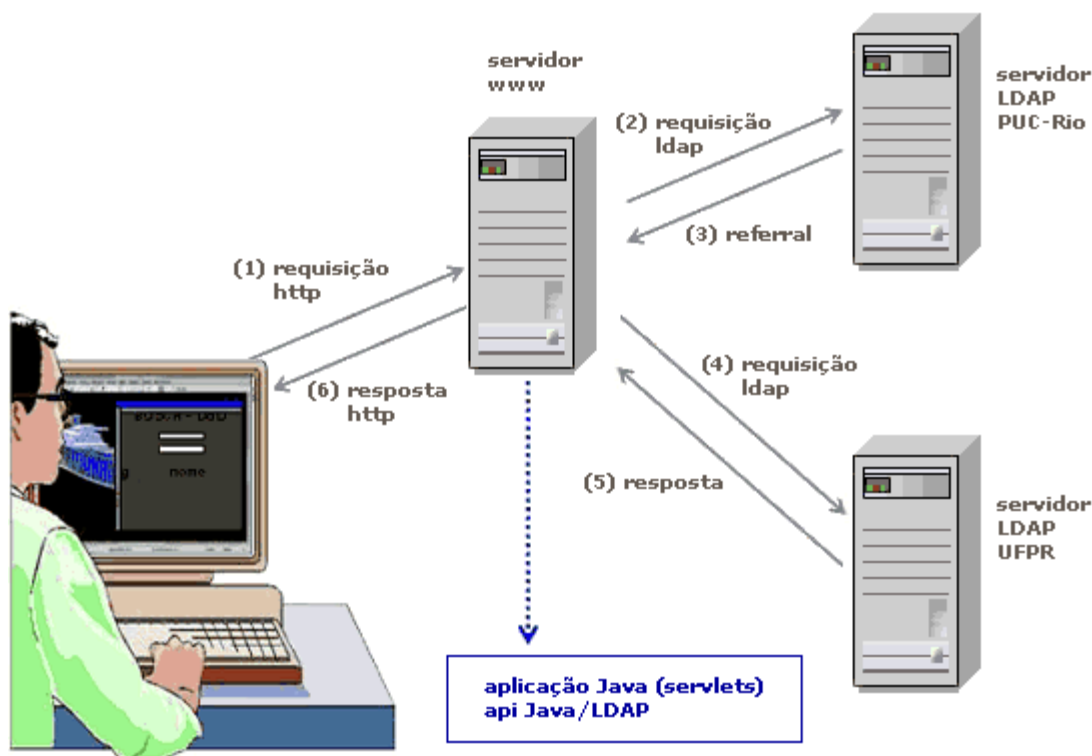 servidor
www
servidor
LDAP
PUC-Rio
(2) requisição
ldap
(3) referral
(1) requisição
http
(6) resposta
http
(4) requisição
ldap
(5) resposta
servidor
LDAP
UFPR
nome
aplicação Java (servlets)
api Java/LDAP